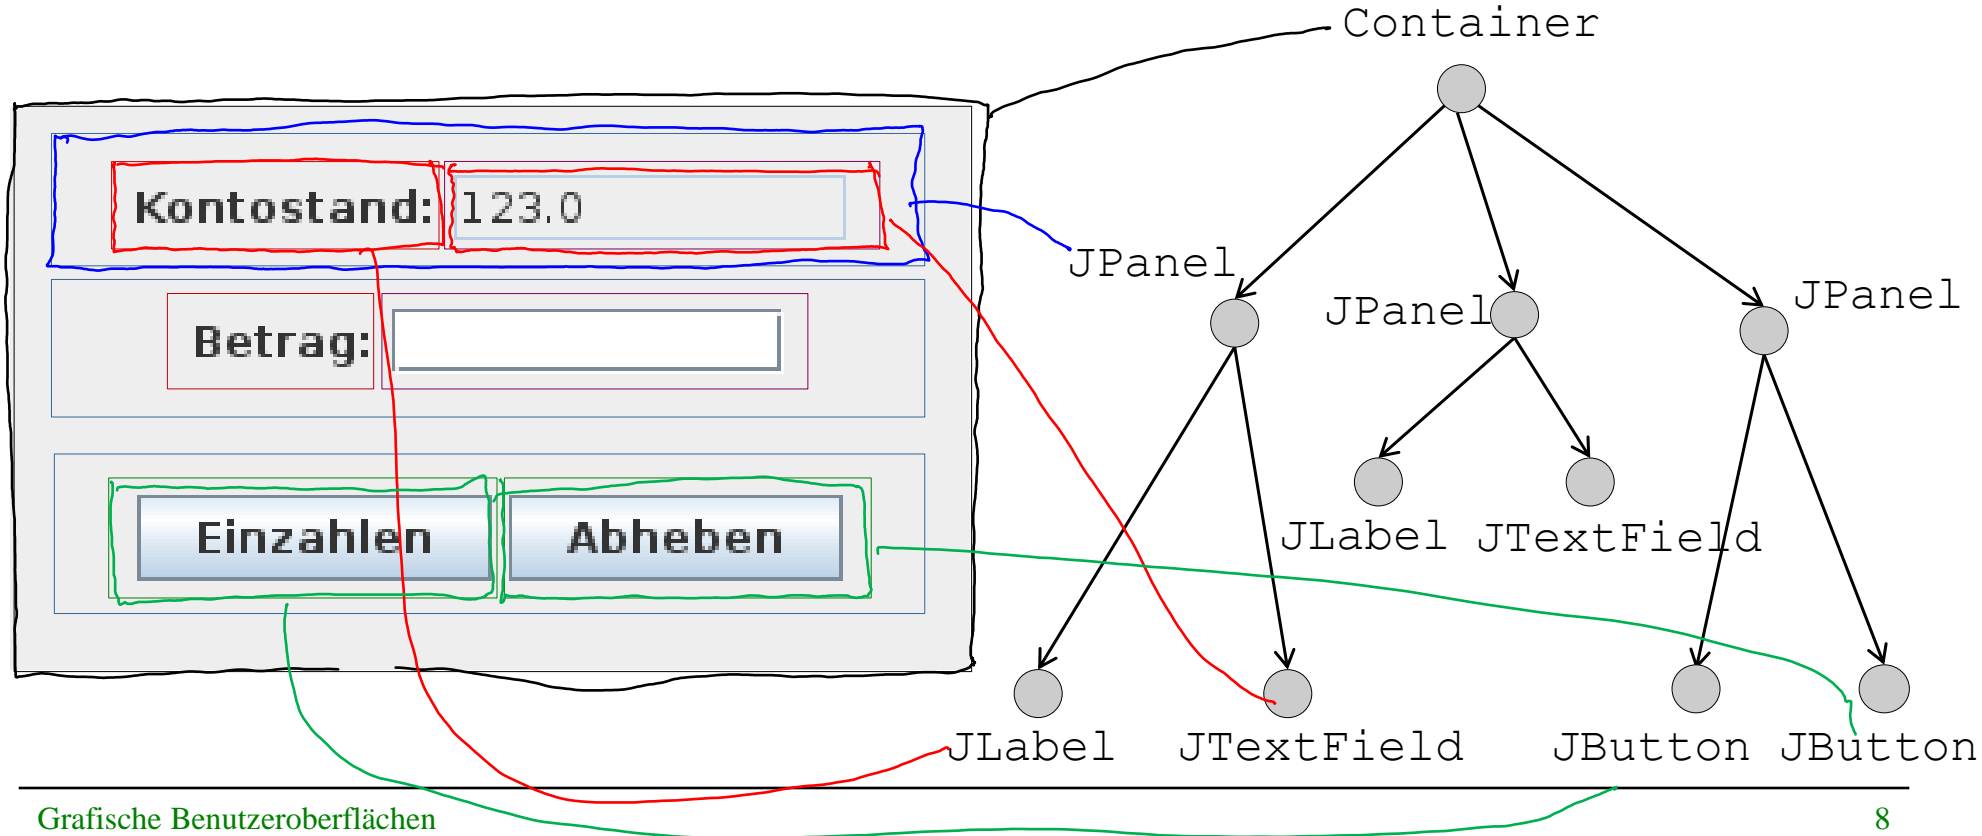 Container
Kontostand: 123.0
JPanel
JPanel
JPanel
Betrag:
Einzahlen Abheben
JLabel JTextField
JLabel JTextField JButton JButton
Grafische Benutzeroberflächen 8